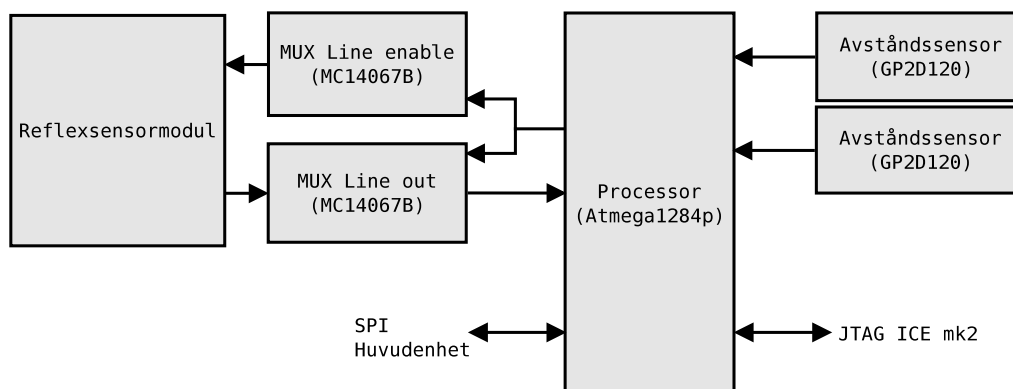 Reflexsensormodul
MUX Line enable
(MC14067B)
MUX Line out
(MC14067B)
Processor
(Atmega1284p)
Avståndssensor
(GP2D120)
Avståndssensor
(GP2D120)
SPI
Huvudenhet
JTAG ICE mk2